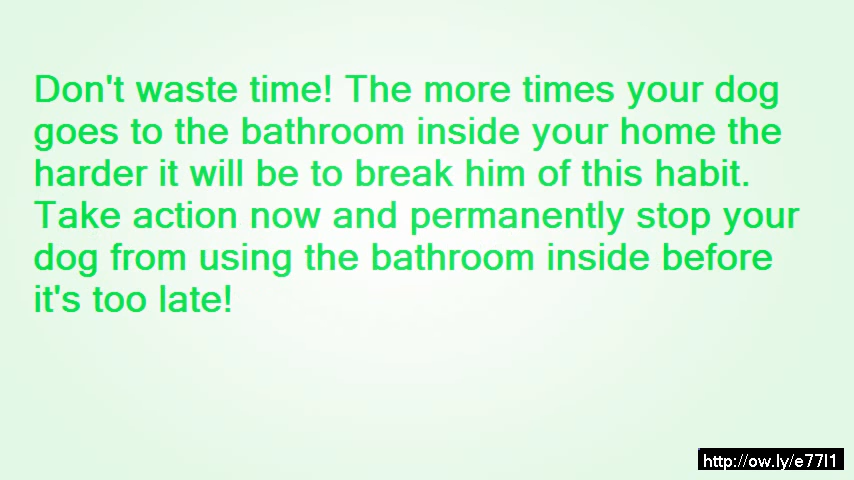 Don't waste time! The more times your dog
goes to the bathroom inside your home the
harder it will be to break him of this habit.
Take action now and permanently stop your
dog from using the bathroom inside before
it's too late!
http://ow.ly/e77l1